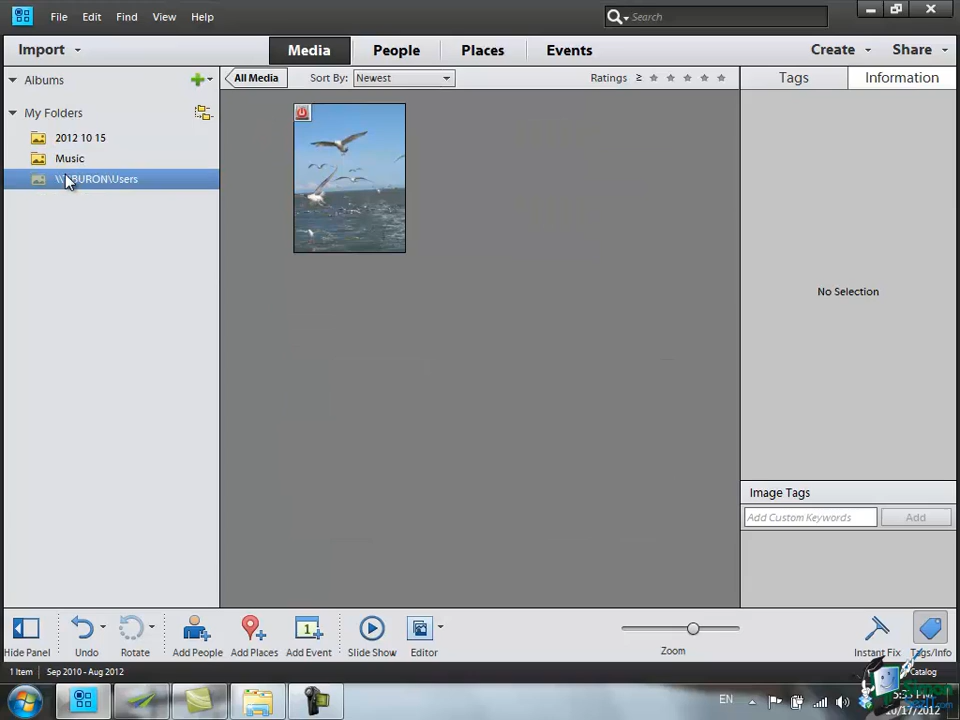 File Edit Find View Help
Search
Import Media People Places Events Create Share
Albums All Media Sort By: Newest Ratings ≥ Tags Information
My Folders
2012 10 15
Music
BURON\Users
No Selection
Image Tags
Add Custom Keywords Add
Hide Panel Undo Rotate Add People Add Places Add Event Slide Show Editor Zoom Instant Fix Tags/Info
1 Item Sep 2010 - Aug 2012 Catalog
EN
10/17/2012